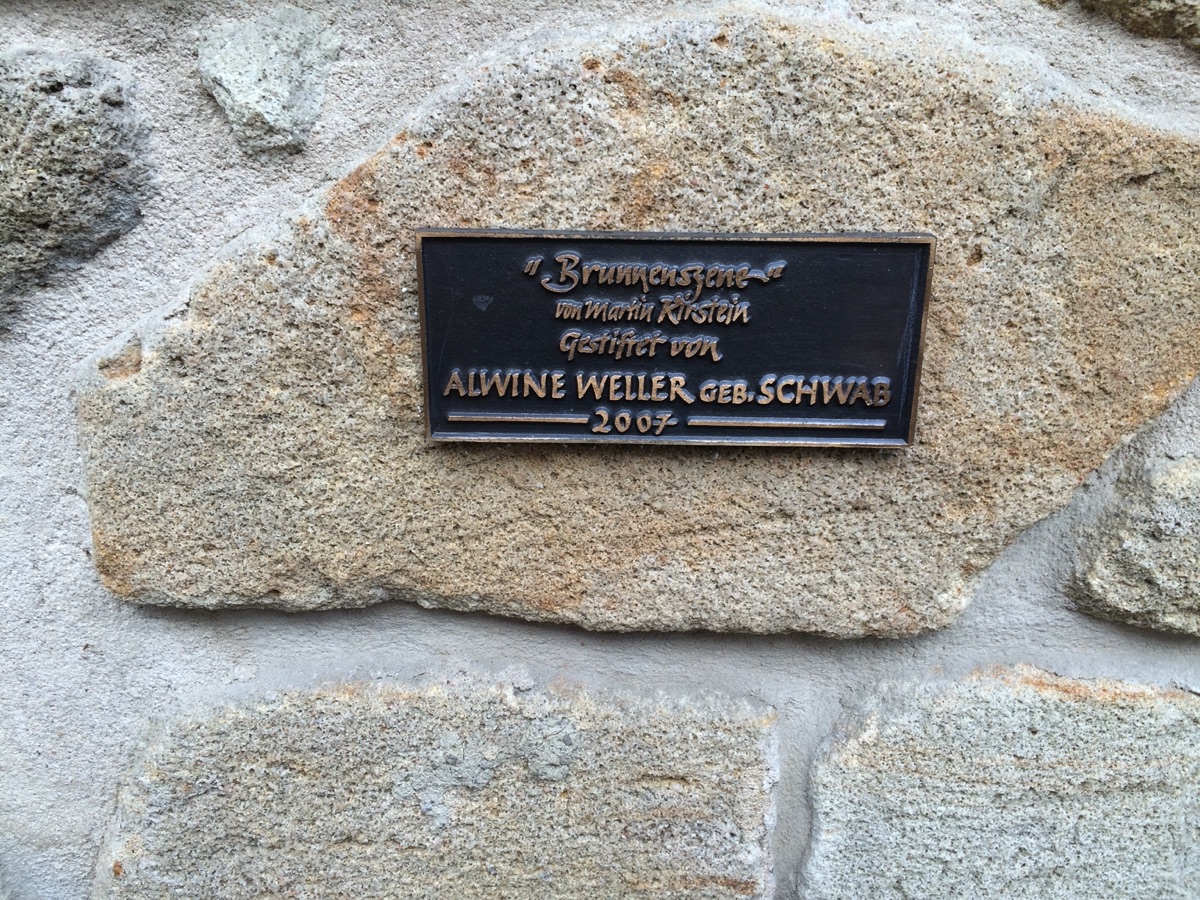 "Brunnenszene"
von Martin Kirstein
Gestiftet von
ALWINE WELLER GEB. SCHWAB
2007